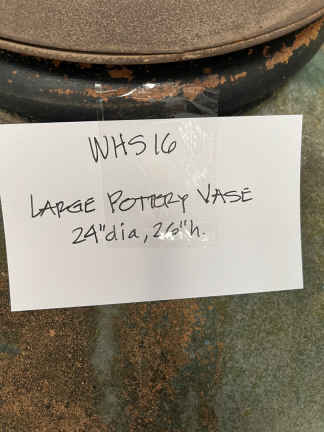 WHS16
LARGE POTTERY VASE
24"dia, 26"h.